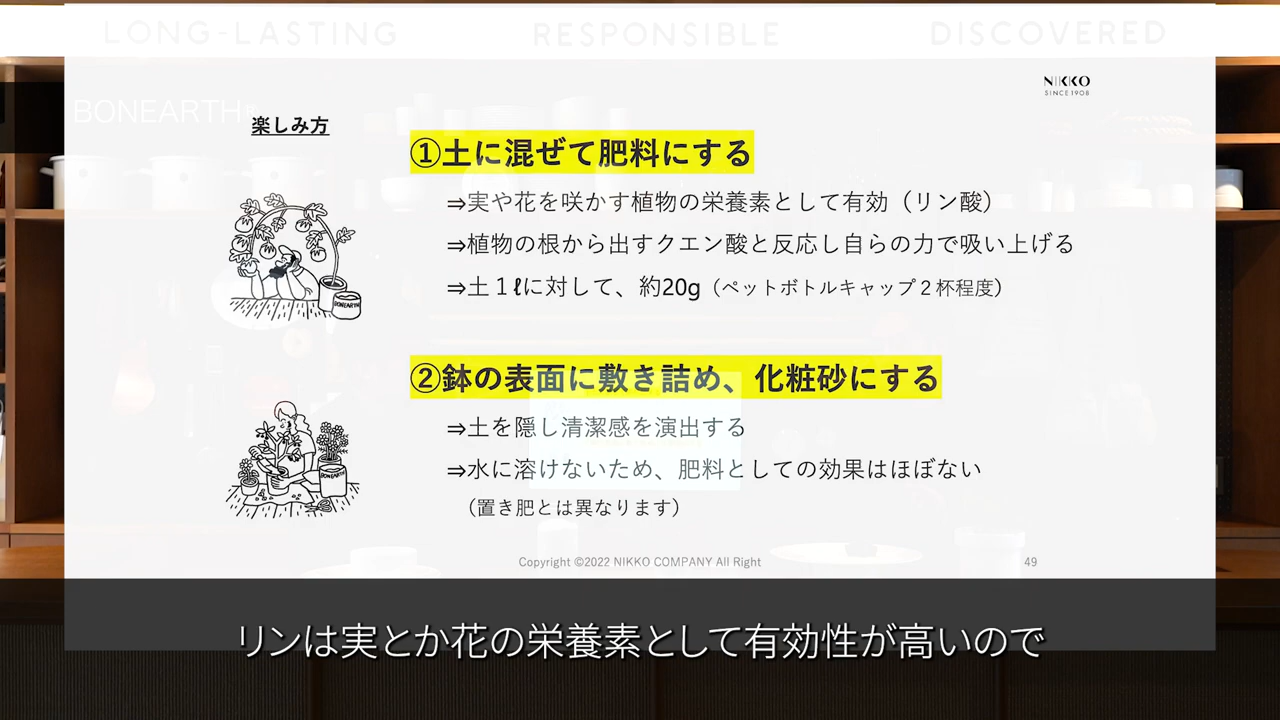 LONG-LASTING RESPONSIBLE DISCOVERED
NIKKO
SINCE 1908
BONEARTH®
楽しみ方
①土に混ぜて肥料にする
⇒実や花を咲かす植物の栄養素として有効（リン酸）
⇒植物の根から出すクエン酸と反応し自らの力で吸い上げる
⇒土１ℓに対して、約20g（ペットボトルキャップ２杯程度）
BONEARTH
②鉢の表面に敷き詰め、化粧砂にする
⇒土を隠し清潔感を演出する
⇒水に溶けないため、肥料としての効果はほぼない
（置き肥とは異なります）
BONEARTH
Copyright ©2022 NIKKO COMPANY All Right
49
リンは実とか花の栄養素として有効性が高いので